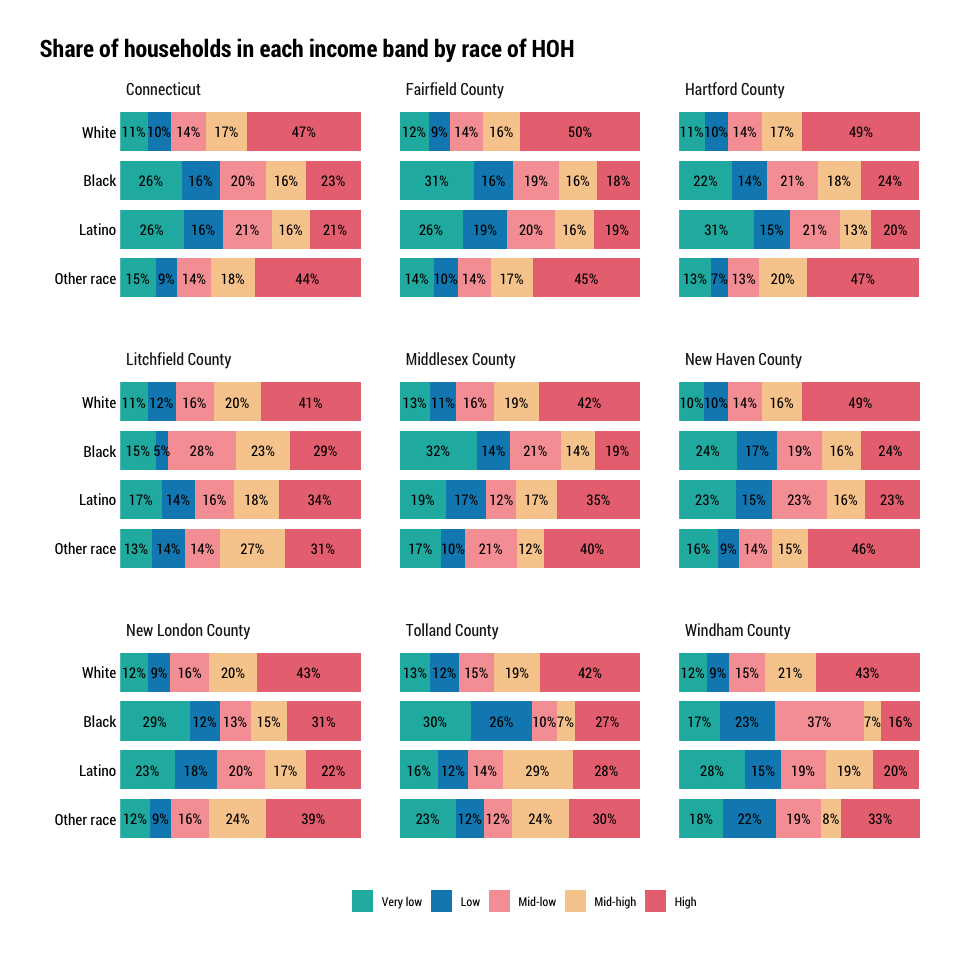 Share of households in each income band by race of HOH
Connecticut Fairfield County Hartford County
White 11% 10% 14% 17% 47% 12% 9% 14% 16% 50% 11% 10% 14% 17% 49%
Black 26% 16% 20% 16% 23% 31% 16% 19% 16% 18% 22% 14% 21% 18% 24%
Latino 26% 16% 21% 16% 21% 26% 19% 20% 16% 19% 31% 15% 21% 13% 20%
Other race 15% 9% 14% 18% 44% 14% 10% 14% 17% 45% 13% 7% 13% 20% 47%
Litchfield County Middlesex County New Haven County
White 11% 12% 16% 20% 41% 13% 11% 16% 19% 42% 10% 10% 14% 16% 49%
Black 15% 5% 28% 23% 29% 32% 14% 21% 14% 19% 24% 17% 19% 16% 24%
Latino 17% 14% 16% 18% 34% 19% 17% 12% 17% 35% 23% 15% 23% 16% 23%
Other race 13% 14% 14% 27% 31% 17% 10% 21% 12% 40% 16% 9% 14% 15% 46%
New London County Tolland County Windham County
White 12% 9% 16% 20% 43% 13% 12% 15% 19% 42% 12% 9% 15% 21% 43%
Black 29% 12% 13% 15% 31% 30% 26% 10% 7% 27% 17% 23% 37% 7% 16%
Latino 23% 18% 20% 17% 22% 16% 12% 14% 29% 28% 28% 15% 19% 19% 20%
Other race 12% 9% 16% 24% 39% 23% 12% 12% 24% 30% 18% 22% 19% 8% 33%
Very low Low Mid-low Mid-high High